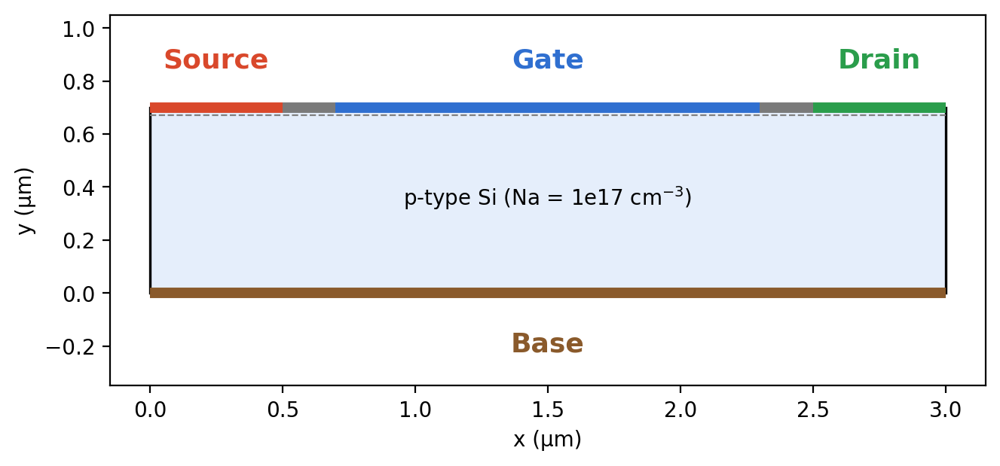 1.0
Source Gate Drain
0.8
0.6
y (µm)
0.4
p-type Si (Na = 1e17 cm⁻³)
0.2
0.0
Base
−0.2
0.0 0.5 1.0 1.5 2.0 2.5 3.0
x (µm)